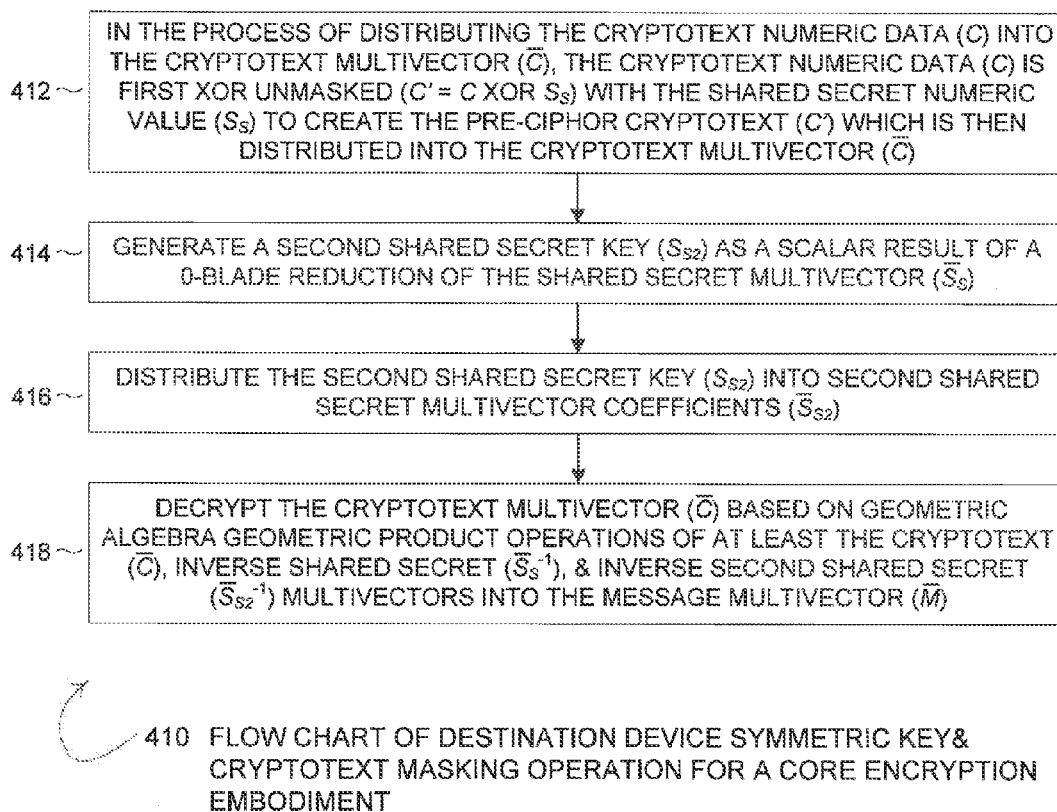 IN THE PROCESS OF DISTRIBUTING THE CRYPTOTEXT NUMERIC DATA (C) INTO
THE CRYPTOTEXT MULTIVECTOR (C̅), THE CRYPTOTEXT NUMERIC DATA (C) IS
412 ~ FIRST XOR UNMASKED (C' = C XOR S_S) WITH THE SHARED SECRET NUMERIC
VALUE (S_S) TO CREATE THE PRE-CIPHOR CRYPTOTEXT (C') WHICH IS THEN
DISTRIBUTED INTO THE CRYPTOTEXT MULTIVECTOR (C̅)
414 ~ GENERATE A SECOND SHARED SECRET KEY (S_S2) AS A SCALAR RESULT OF A
0-BLADE REDUCTION OF THE SHARED SECRET MULTIVECTOR (S̅_S)
416 ~ DISTRIBUTE THE SECOND SHARED SECRET KEY (S_S2) INTO SECOND SHARED
SECRET MULTIVECTOR COEFFICIENTS (S̅_S2)
DECRYPT THE CRYPTOTEXT MULTIVECTOR (C̅) BASED ON GEOMETRIC
418 ~ ALGEBRA GEOMETRIC PRODUCT OPERATIONS OF AT LEAST THE CRYPTOTEXT
(C̅), INVERSE SHARED SECRET (S̅_S⁻¹), & INVERSE SECOND SHARED SECRET
(S̅_S2⁻¹) MULTIVECTORS INTO THE MESSAGE MULTIVECTOR (M̅)
410 FLOW CHART OF DESTINATION DEVICE SYMMETRIC KEY&
CRYPTOTEXT MASKING OPERATION FOR A CORE ENCRYPTION
EMBODIMENT